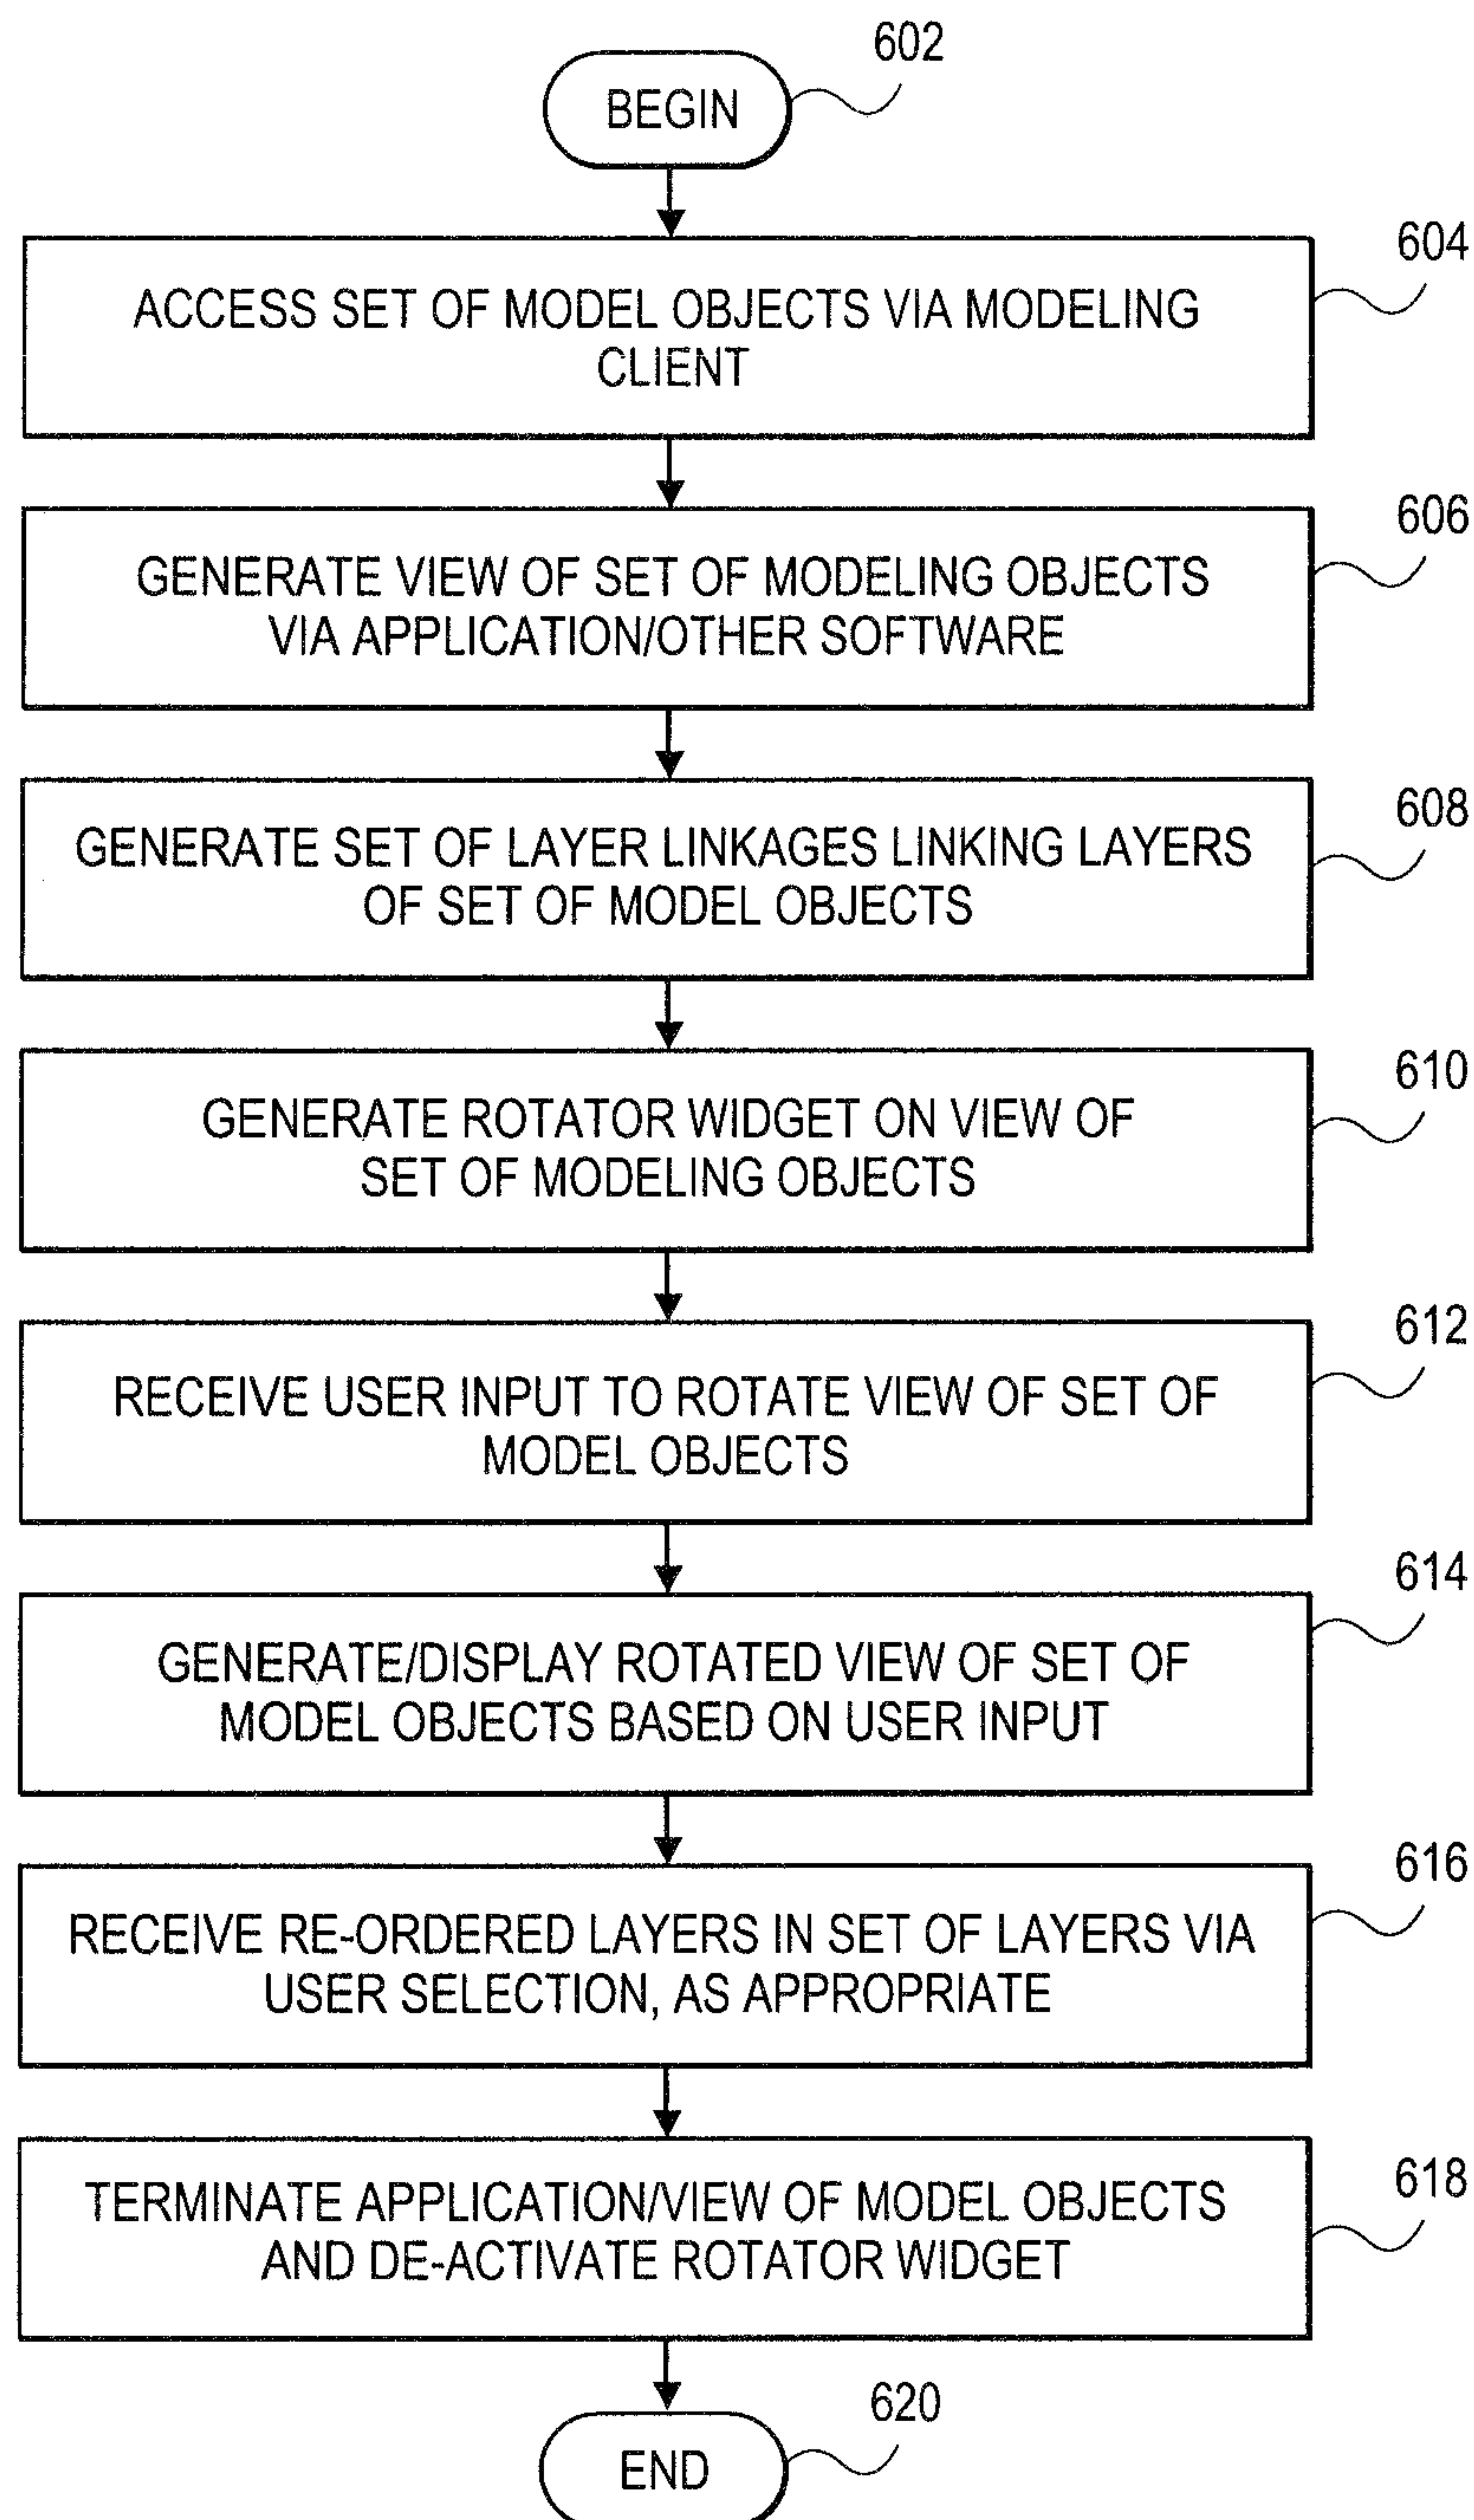 602
BEGIN
604
ACCESS SET OF MODEL OBJECTS VIA MODELING
CLIENT
606
GENERATE VIEW OF SET OF MODELING OBJECTS
VIA APPLICATION/OTHER SOFTWARE
608
GENERATE SET OF LAYER LINKAGES LINKING LAYERS
OF SET OF MODEL OBJECTS
610
GENERATE ROTATOR WIDGET ON VIEW OF
SET OF MODELING OBJECTS
612
RECEIVE USER INPUT TO ROTATE VIEW OF SET OF
MODEL OBJECTS
614
GENERATE/DISPLAY ROTATED VIEW OF SET OF
MODEL OBJECTS BASED ON USER INPUT
616
RECEIVE RE-ORDERED LAYERS IN SET OF LAYERS VIA
USER SELECTION, AS APPROPRIATE
618
TERMINATE APPLICATION/VIEW OF MODEL OBJECTS
AND DE-ACTIVATE ROTATOR WIDGET
620
END